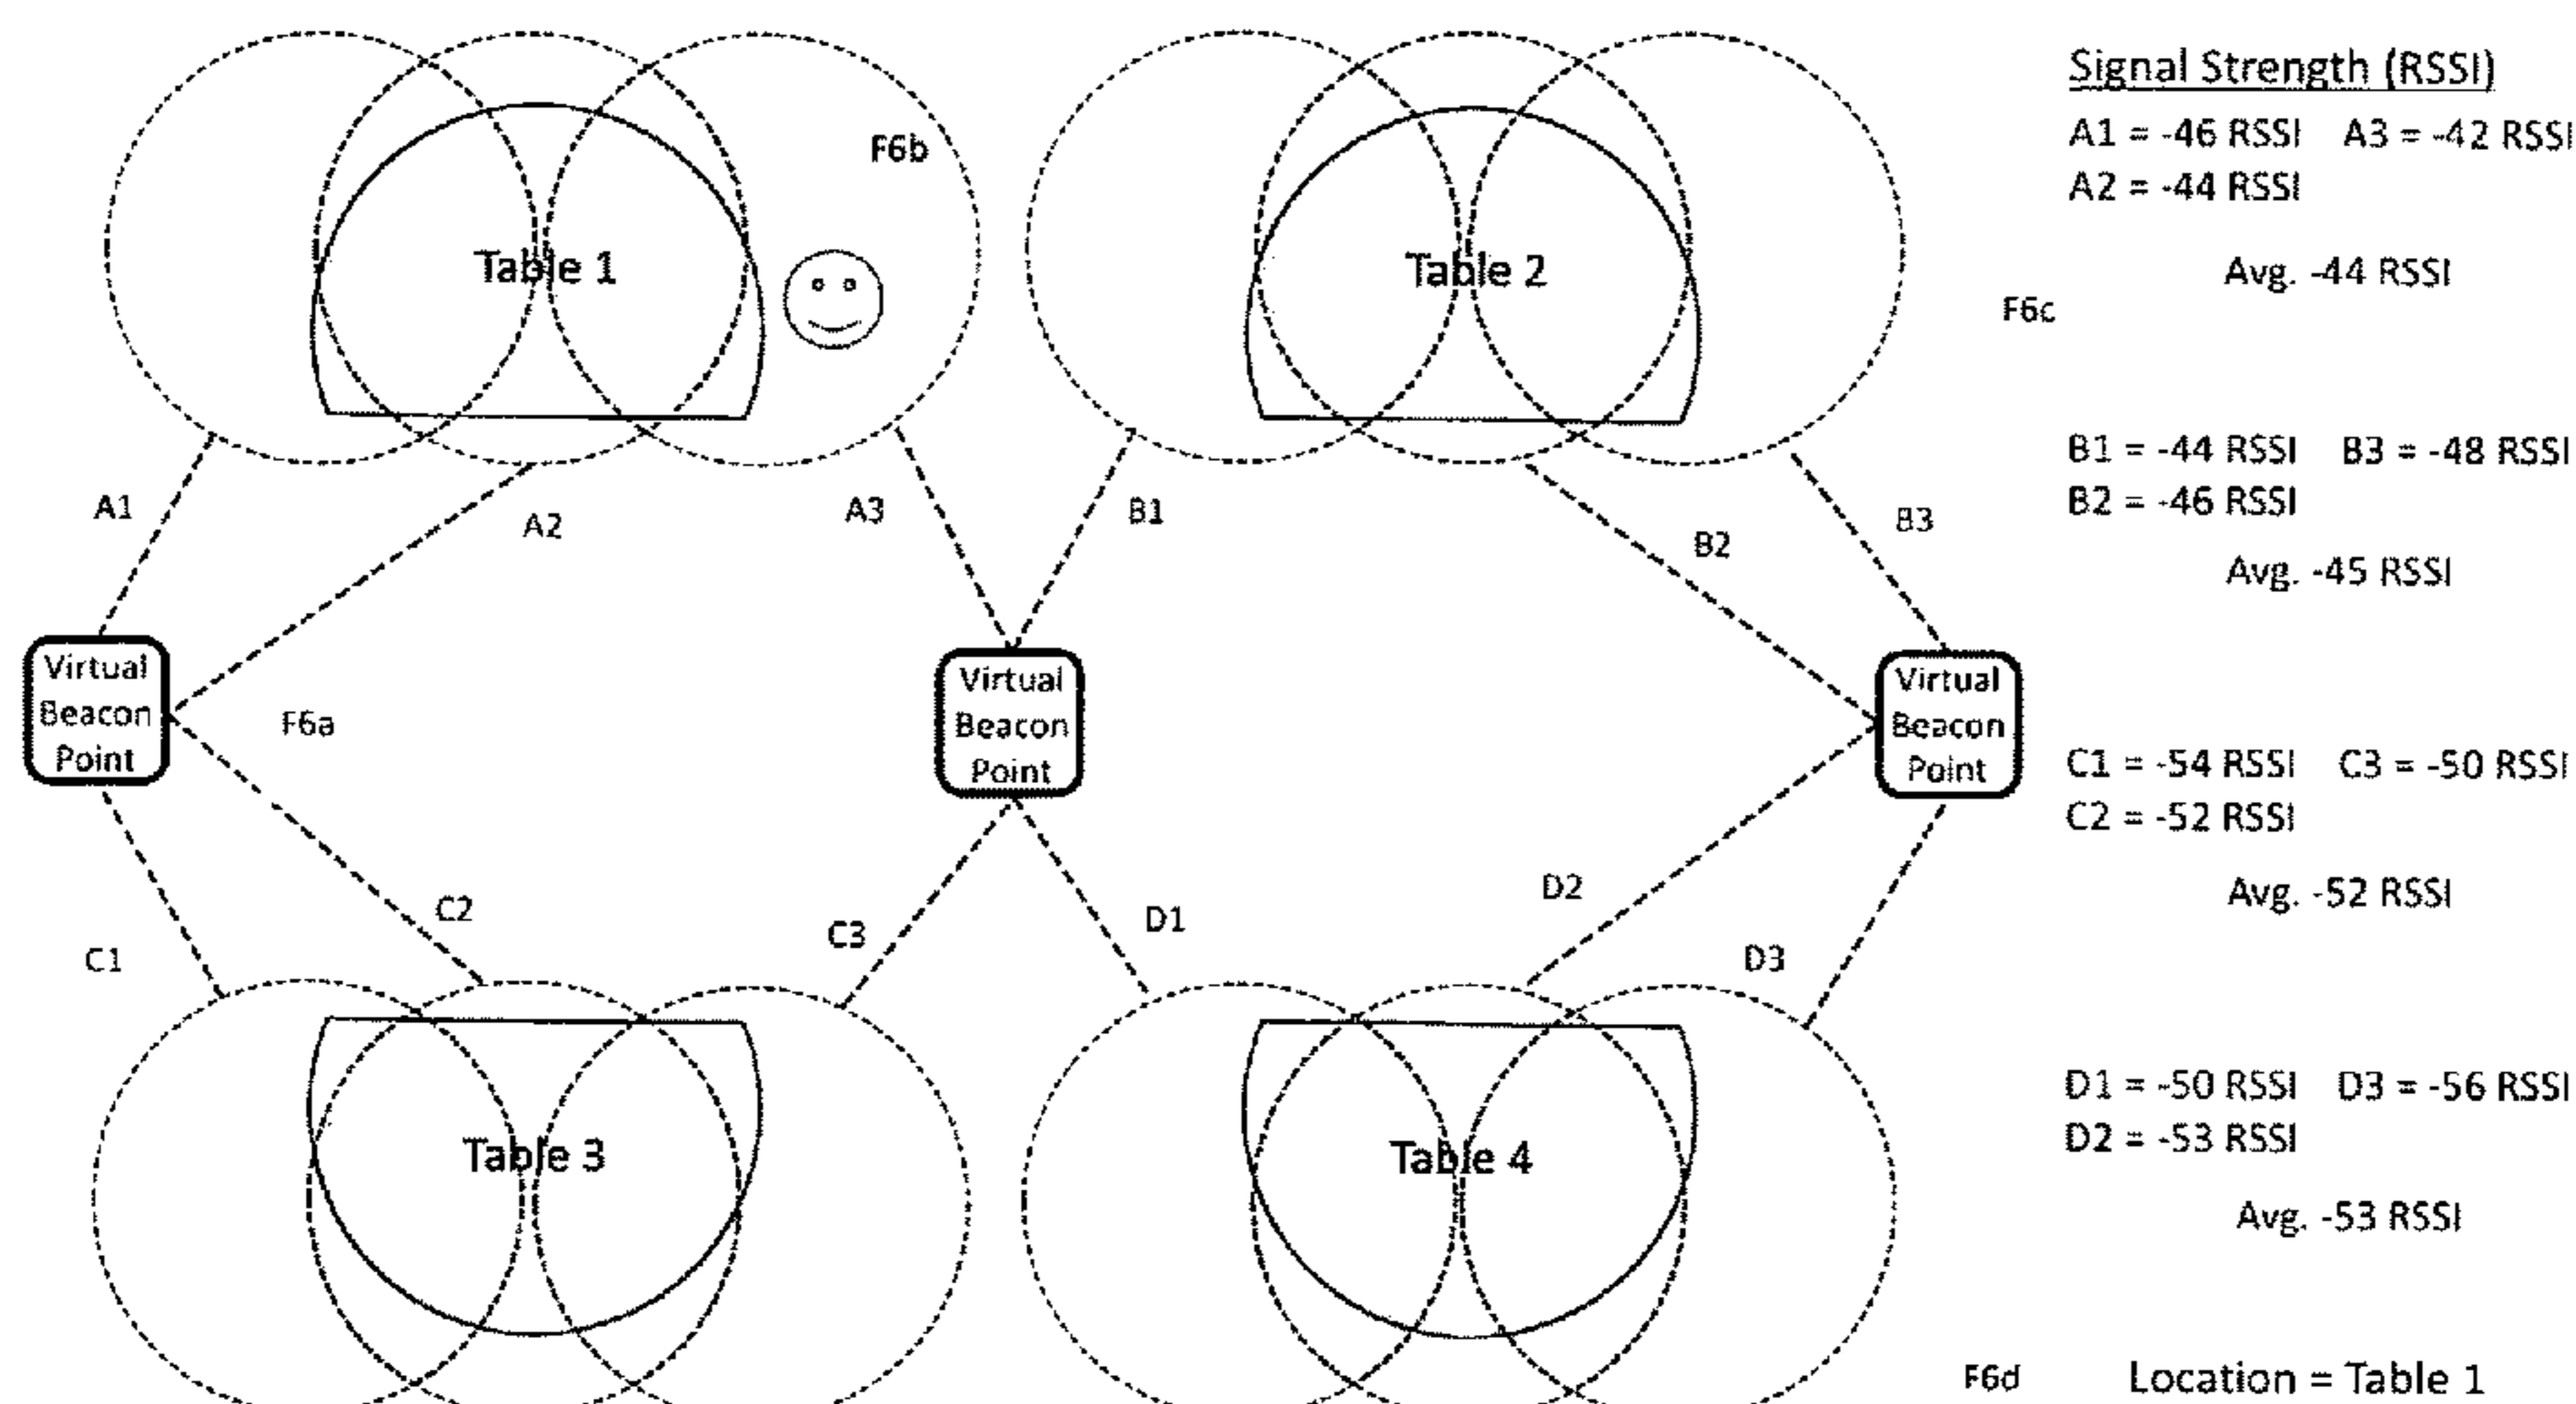 Signal Strength (RSSI)
A1 = -46 RSSI A3 = -42 RSSI
A2 = -44 RSSI
Avg. -44 RSSI
F6b
Table 1
Table 2
F6c
B1 = -44 RSSI B3 = -48 RSSI
B2 = -46 RSSI
Avg. -45 RSSI
A1
A2
A3
B1
B2
B3
Virtual
Beacon
Point
F6a
Virtual
Beacon
Point
Virtual
Beacon
Point
C1 = -54 RSSI C3 = -50 RSSI
C2 = -52 RSSI
Avg. -52 RSSI
C1
C2
C3
D1
D2
D3
D1 = -50 RSSI D3 = -56 RSSI
D2 = -53 RSSI
Avg. -53 RSSI
Table 3
Table 4
F6d
Location = Table 1